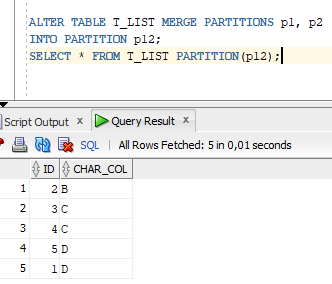 ALTER TABLE T_LIST MERGE PARTITIONS p1, p2
INTO PARTITION p12;
SELECT * FROM T_LIST PARTITION(p12);
Script Output × Query Result ×
SQL | All Rows Fetched: 5 in 0,01 seconds
ID CHAR_COL
1 2 B
2 3 C
3 4 C
4 5 D
5 1 D